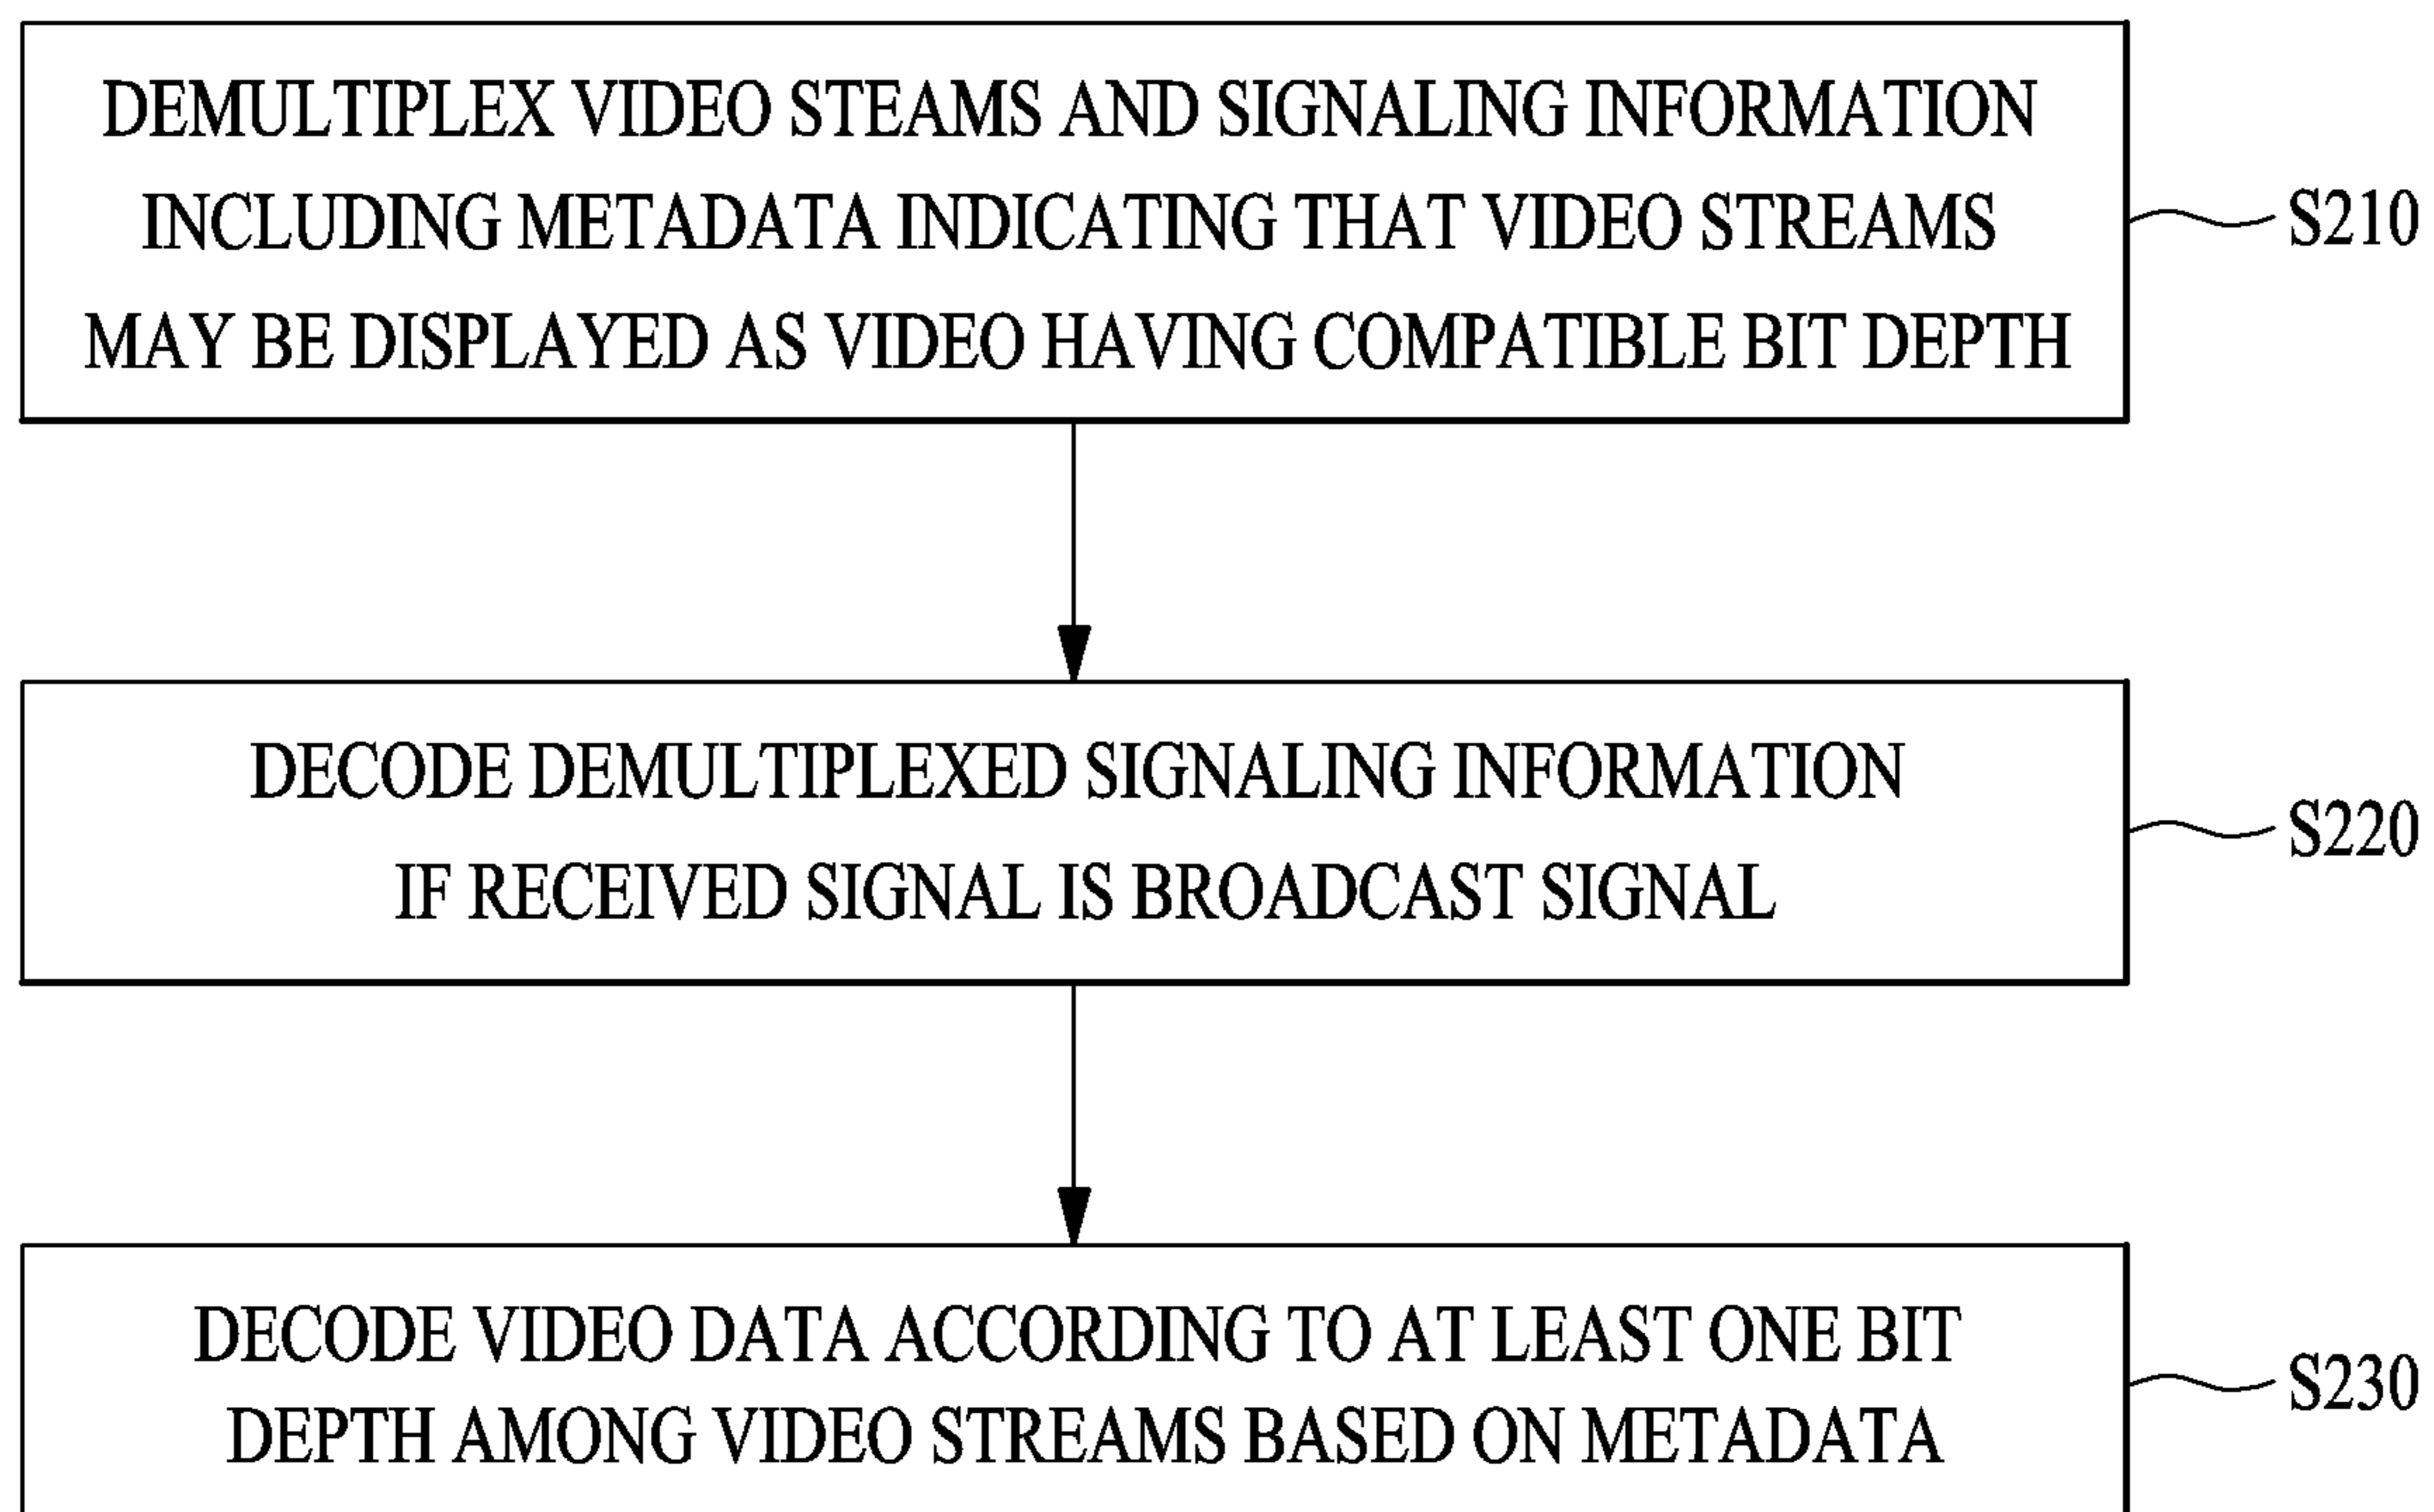 DEMULTIPLEX VIDEO STEAMS AND SIGNALING INFORMATION
INCLUDING METADATA INDICATING THAT VIDEO STREAMS
MAY BE DISPLAYED AS VIDEO HAVING COMPATIBLE BIT DEPTH
S210
DECODE DEMULTIPLEXED SIGNALING INFORMATION
IF RECEIVED SIGNAL IS BROADCAST SIGNAL
S220
DECODE VIDEO DATA ACCORDING TO AT LEAST ONE BIT
DEPTH AMONG VIDEO STREAMS BASED ON METADATA
S230